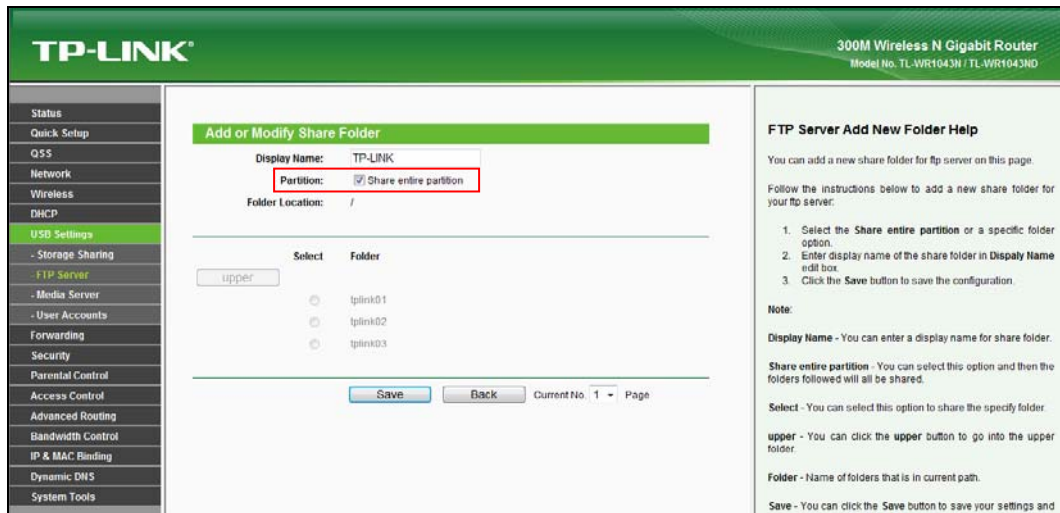 TP-LINK®
300M Wireless N Gigabit Router
Model No. TL-WR1043N / TL-WR1043ND
Status
Quick Setup
QSS
Network
Wireless
DHCP
USB Settings
- Storage Sharing
- FTP Server
- Media Server
- User Accounts
Forwarding
Security
Parental Control
Access Control
Advanced Routing
Bandwidth Control
IP & MAC Binding
Dynamic DNS
System Tools
Add or Modify Share Folder
Display Name: TP-LINK
Partition: Share entire partition
Folder Location: /
Select Folder
upper
tplink01
tplink02
tplink03
Save Back Current No. 1 Page
FTP Server Add New Folder Help
You can add a new share folder for ftp server on this page.
Follow the instructions below to add a new share folder for
your ftp server:
1. Select the Share entire partition or a specific folder
option.
2. Enter display name of the share folder in Dispaly Name
edit box.
3. Click the Save button to save the configuration.
Note:
Display Name - You can enter a display name for share folder.
Share entire partition - You can select this option and then the
folders followed will all be shared.
Select - You can select this option to share the specify folder.
upper - You can click the upper button to go into the upper
folder.
Folder - Name of folders that is in current path.
Save - You can click the Save button to save your settings and